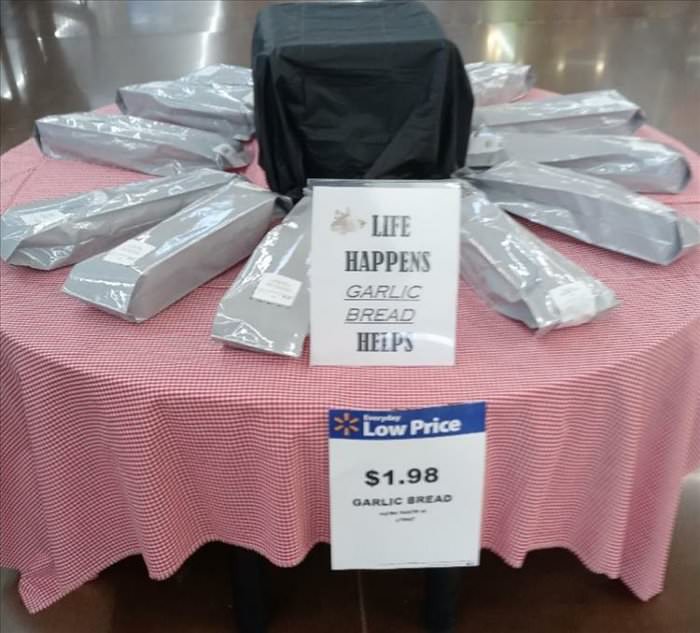 LIFE
HAPPENS
GARLIC
BREAD
HELPS
Everyday
Low Price
$1.98
GARLIC BREAD